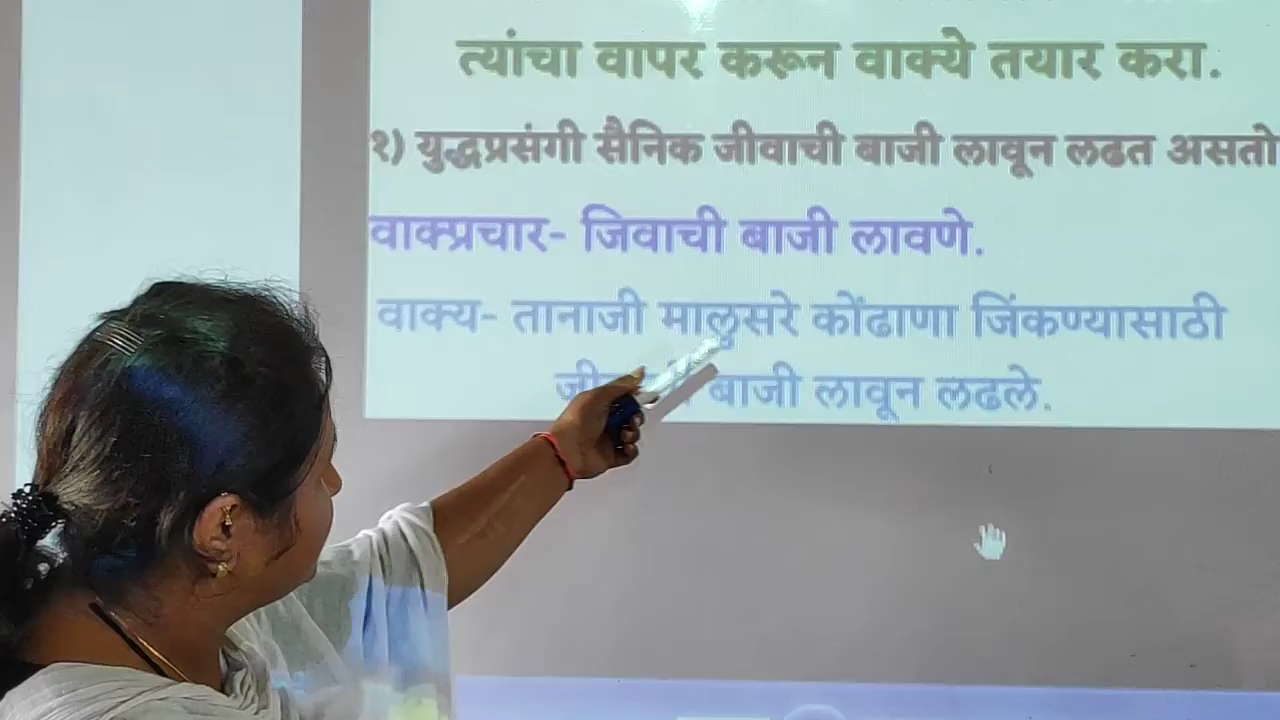 त्यांचा वापर करून वाक्ये तयार करा.
१) युद्धप्रसंगी सैनिक जीवाची बाजी लावून लढत असतो
वाक्प्रचार- जिवाची बाजी लावणे.
वाक्य- तानाजी मालुसरे कोंढाणा जिंकण्यासाठी
बाजी लावून लढले.